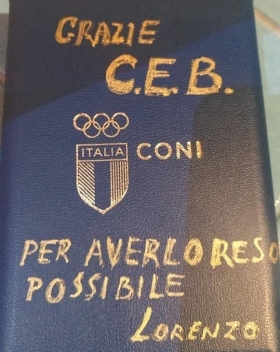 GRAZIE
C.E.B.
ITALIA
CONI
PER AVERLO RESO
POSSIBILE
LORENZO